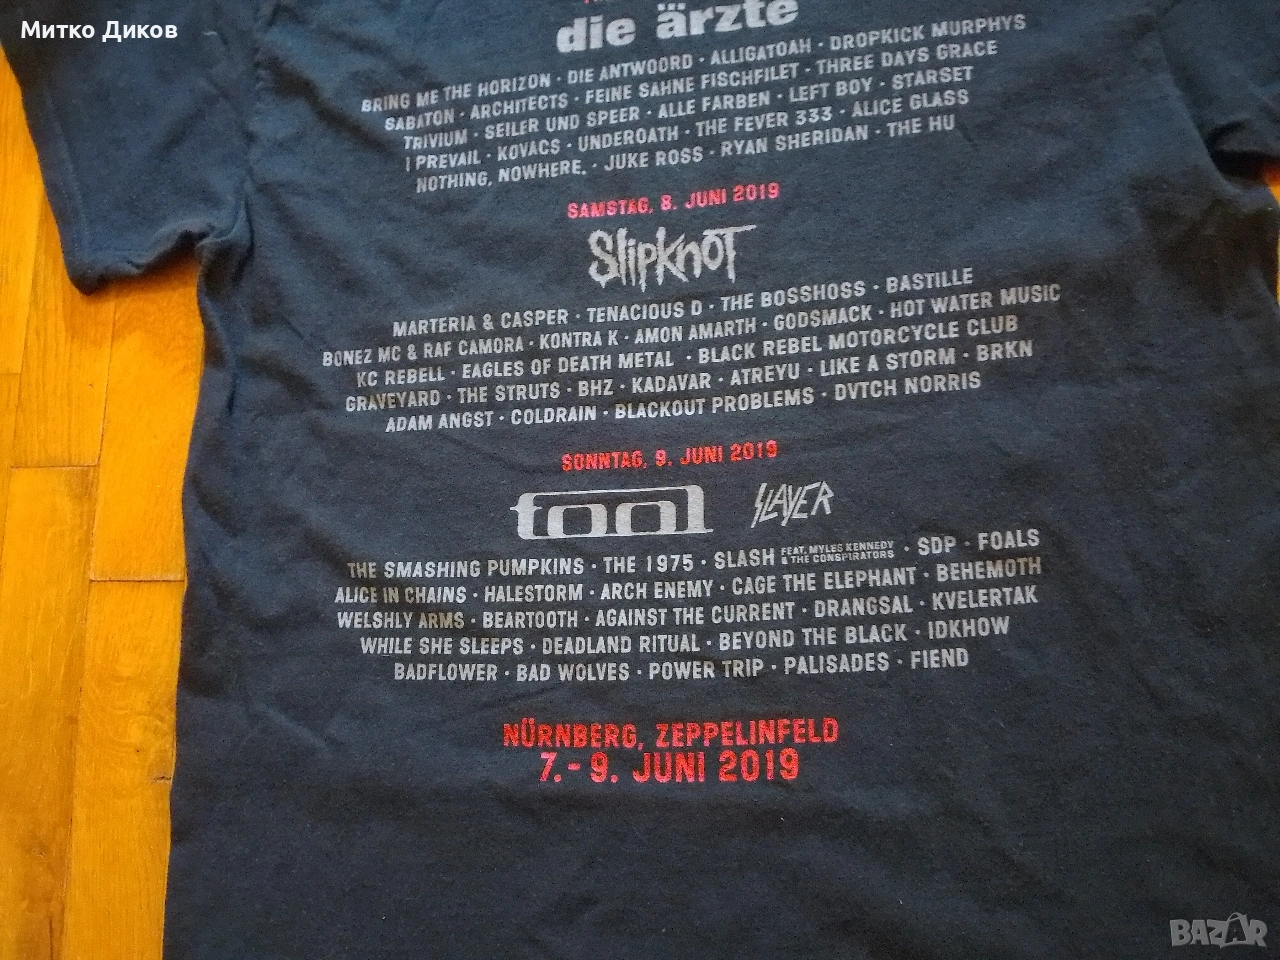 Митко Диков
die ärzte
BRING ME THE HORIZON · DIE ANTWOORD · ALLIGATOAH · DROPKICK MURPHYS
SABATON · ARCHITECTS · FEINE SAHNE FISCHFILET · THREE DAYS GRACE
TRIVIUM · SEILER UND SPEER · ALLE FARBEN · LEFT BOY · STARSET
I PREVAIL · KOVACS · UNDEROATH · THE FEVER 333 · ALICE GLASS
NOTHING, NOWHERE. · JUKE ROSS · RYAN SHERIDAN · THE HU
SAMSTAG, 8. JUNI 2019
SlipKnoT
MARTERIA & CASPER · TENACIOUS D · THE BOSSHOSS · BASTILLE
BONEZ MC & RAF CAMORA · KONTRA K · AMON AMARTH · GODSMACK · HOT WATER MUSIC
KC REBELL · EAGLES OF DEATH METAL · BLACK REBEL MOTORCYCLE CLUB
GRAVEYARD · THE STRUTS · BHZ · KADAVAR · ATREYU · LIKE A STORM · BRKN
ADAM ANGST · COLDRAIN · BLACKOUT PROBLEMS · DVTCH NORRIS
SONNTAG, 9. JUNI 2019
tool SLAYER
THE SMASHING PUMPKINS · THE 1975 · SLASH FEAT. MYLES KENNEDY & THE CONSPIRATORS · SDP · FOALS
ALICE IN CHAINS · HALESTORM · ARCH ENEMY · CAGE THE ELEPHANT · BEHEMOTH
WELSHLY ARMS · BEARTOOTH · AGAINST THE CURRENT · DRANGSAL · KVELERTAK
WHILE SHE SLEEPS · DEADLAND RITUAL · BEYOND THE BLACK · IDKHOW
BADFLOWER · BAD WOLVES · POWER TRIP · PALISADES · FIEND
NÜRNBERG, ZEPPELINFELD
7.- 9. JUNI 2019
BAZAR